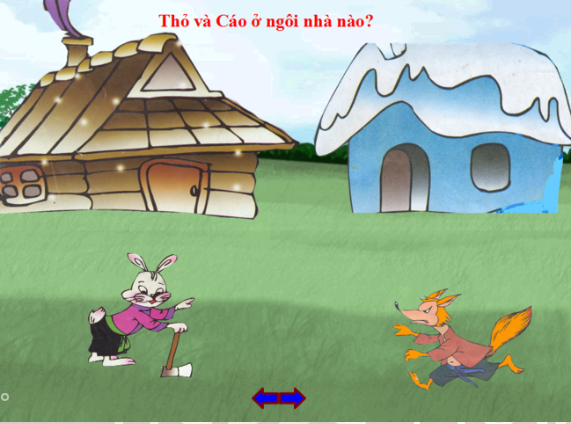 Thỏ và Cáo ở ngôi nhà nào?